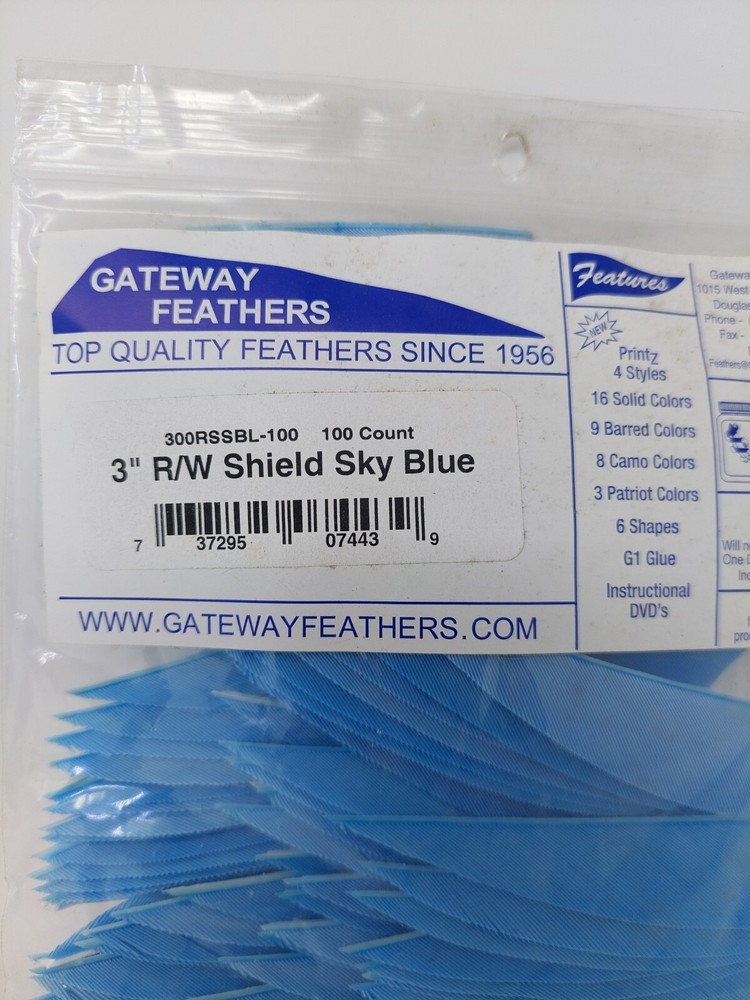 GATEWAY
FEATHERS
TOP QUALITY FEATHERS SINCE 1956
300RSSBL-100 100 Count
3" R/W Shield Sky Blue
7 37295 07443 9
WWW.GATEWAYFEATHERS.COM
Features
NEW
Printz
4 Styles
16 Solid Colors
9 Barred Colors
8 Camo Colors
3 Patriot Colors
6 Shapes
G1 Glue
Instructional
DVD's
1015 West
Phone -
Fax -
Will
One